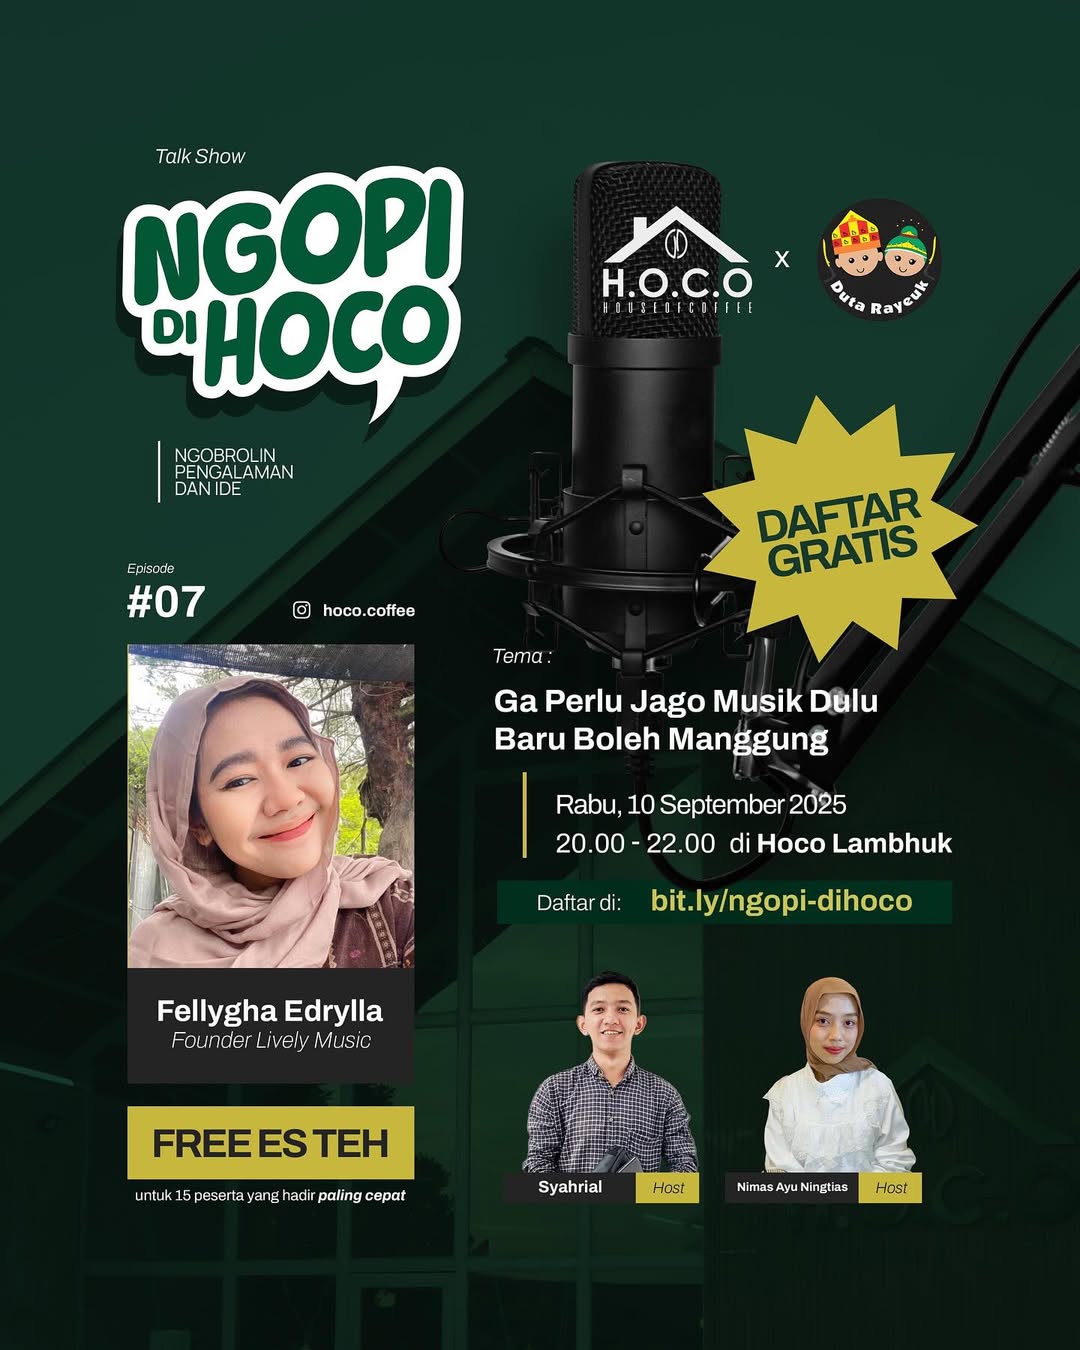 Talk Show
NGOPI
DI HOCO
NGOBROLIN
PENGALAMAN
DAN IDE
H.O.C.O
HOUSEOFCOFFEE
x
Duta Rayeuk
DAFTAR
GRATIS
Episode
#07
hoco.coffee
Tema :
Ga Perlu Jago Musik Dulu
Baru Boleh Manggung
Rabu, 10 September 2025
20.00 - 22.00 di Hoco Lambhuk
Daftar di: bit.ly/ngopi-dihoco
Fellygha Edrylla
Founder Lively Music
FREE ES TEH
untuk 15 peserta yang hadir paling cepat
Syahrial Host
Nimas Ayu Ningtias Host
H.O.C.O